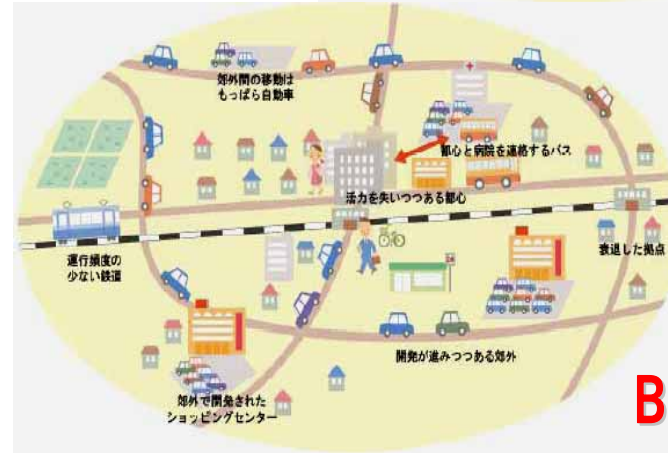 郊外間の移動は
もっぱら自動車
都心と病院を連絡するバス
活力を失いつつある都心
運行頻度の
少ない鉄道
衰退した拠点
開発が進みつつある郊外
郊外で開発された
ショッピングセンター
B